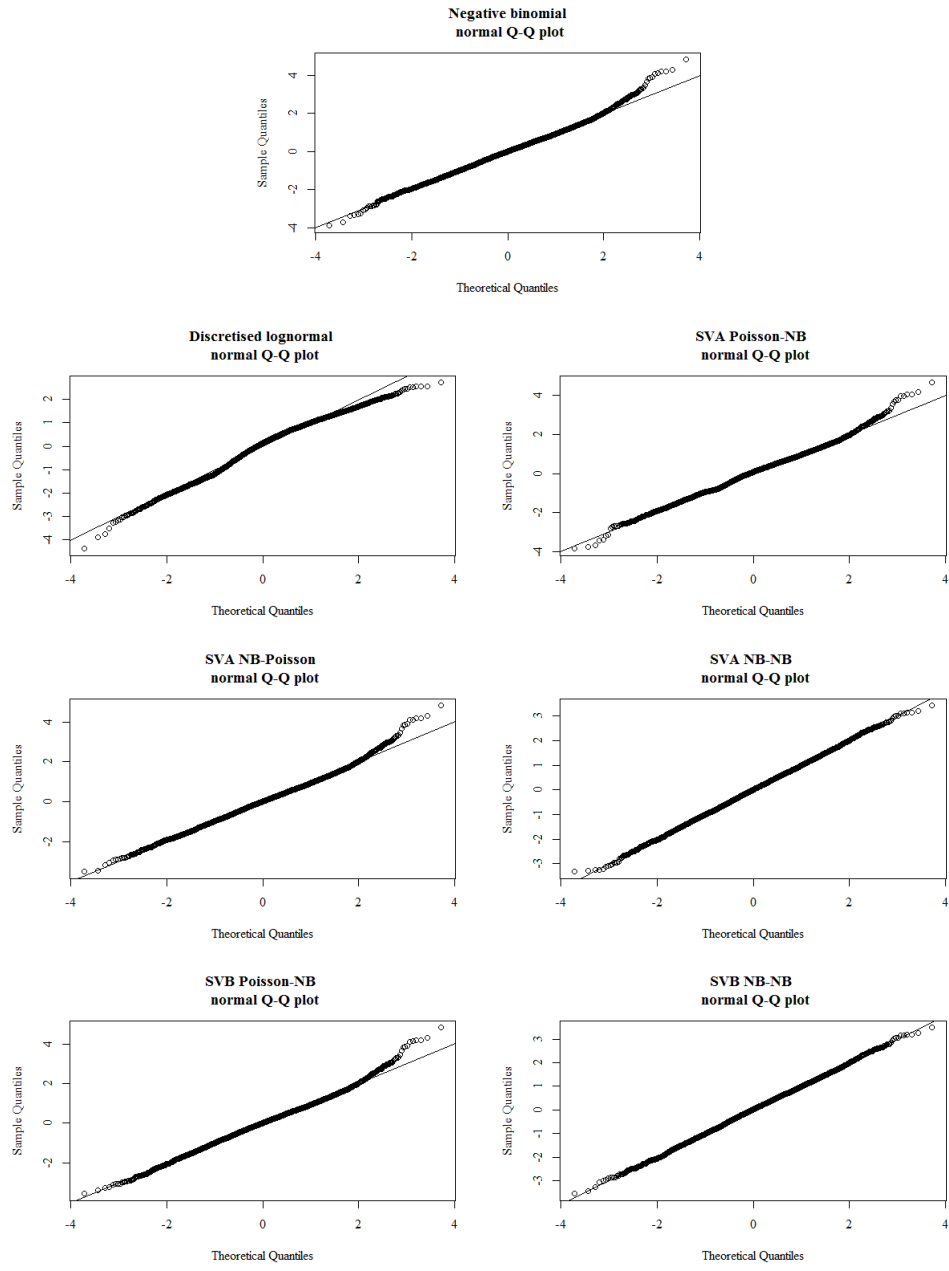 Negative binomial
normal Q-Q plot
Sample Quantiles
4
2
0
-2
-4
-4 -2 0 2 4
Theoretical Quantiles
Discretised lognormal
normal Q-Q plot
Sample Quantiles
2
1
0
-1
-2
-3
-4
-4 -2 0 2 4
Theoretical Quantiles
SVA Poisson-NB
normal Q-Q plot
Sample Quantiles
4
2
0
-2
-4
-4 -2 0 2 4
Theoretical Quantiles
SVA NB-Poisson
normal Q-Q plot
Sample Quantiles
4
2
0
-2
-4 -2 0 2 4
Theoretical Quantiles
SVA NB-NB
normal Q-Q plot
Sample Quantiles
3
2
1
0
-1
-2
-3
-4 -2 0 2 4
Theoretical Quantiles
SVB Poisson-NB
normal Q-Q plot
Sample Quantiles
4
2
0
-2
-4 -2 0 2 4
Theoretical Quantiles
SVB NB-NB
normal Q-Q plot
Sample Quantiles
3
2
1
0
-1
-2
-3
-4 -2 0 2 4
Theoretical Quantiles